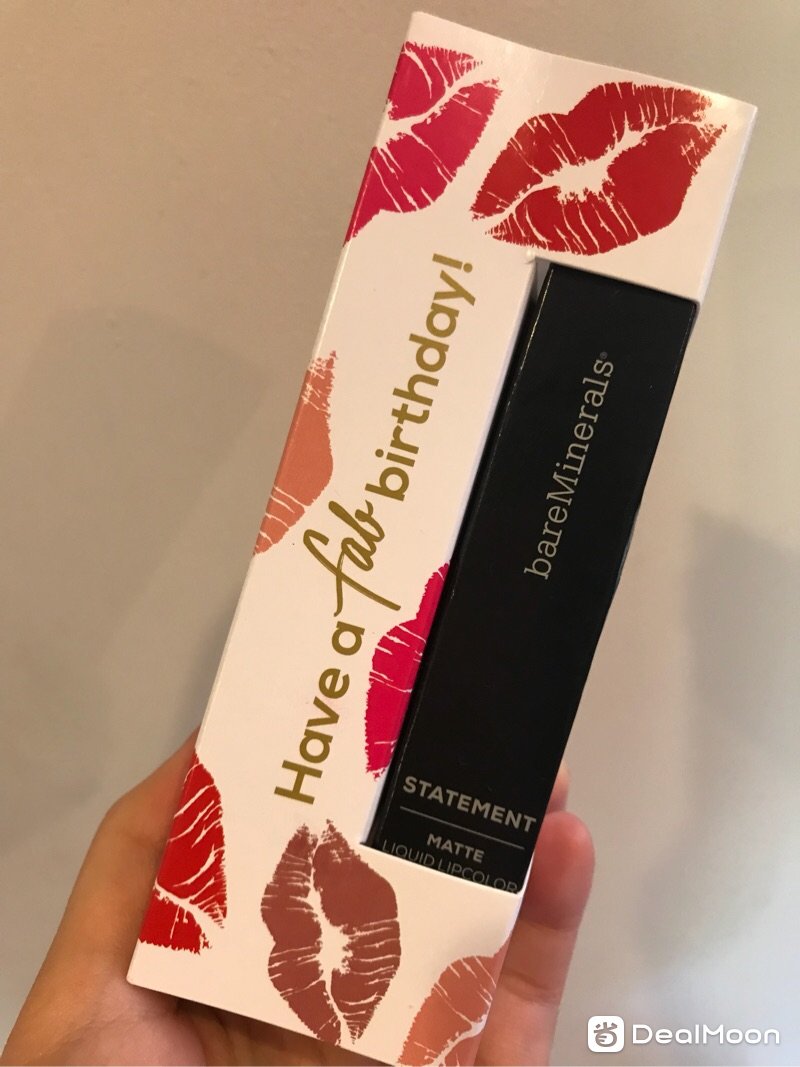 Have a fab birthday!
bareMinerals®
STATEMENT
MATTE
LIQUID LIPCOLOR
DealMoon